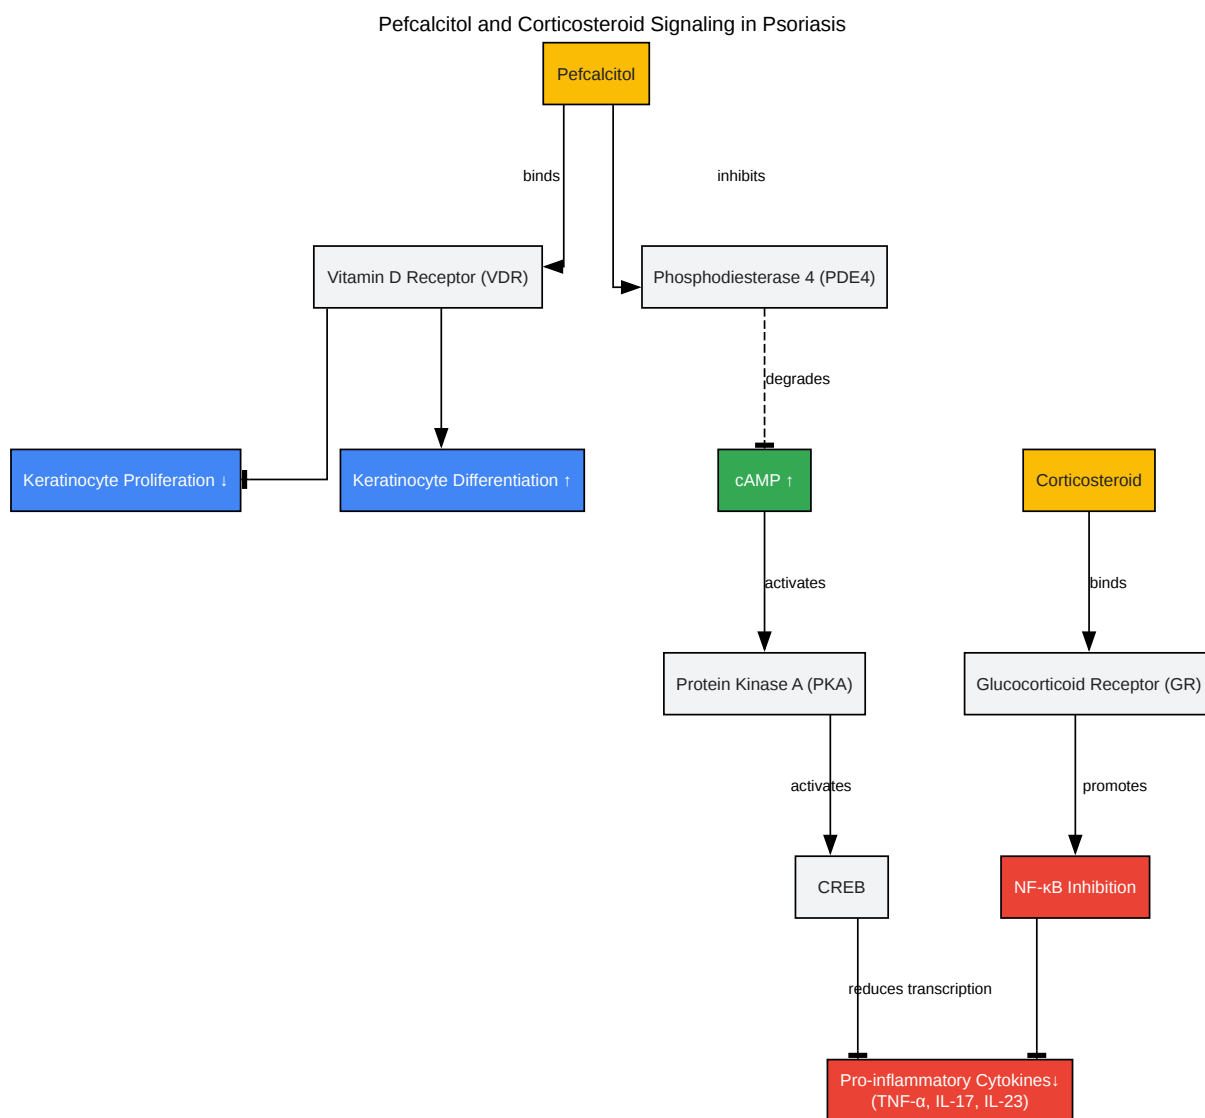 Pefcalcitol and Corticosteroid Signaling in Psoriasis
Pefcalcitol
binds
inhibits
Vitamin D Receptor (VDR)
Phosphodiesterase 4 (PDE4)
degrades
Keratinocyte Proliferation ↓
Keratinocyte Differentiation ↑
cAMP ↑
Corticosteroid
activates
binds
Protein Kinase A (PKA)
Glucocorticoid Receptor (GR)
activates
promotes
CREB
NF-κB Inhibition
reduces transcription
Pro-inflammatory Cytokines↓
(TNF-α, IL-17, IL-23)